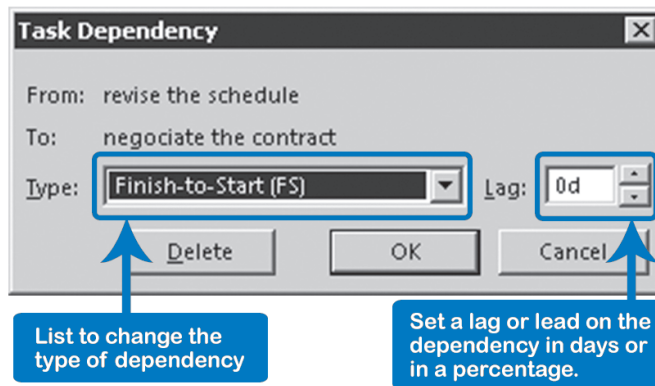 Task Dependency
From: revise the schedule
To: negociate the contract
Type: Finish-to-Start (FS) Lag: 0d
Delete OK Cancel
List to change the
type of dependency
Set a lag or lead on the
dependency in days or
in a percentage.